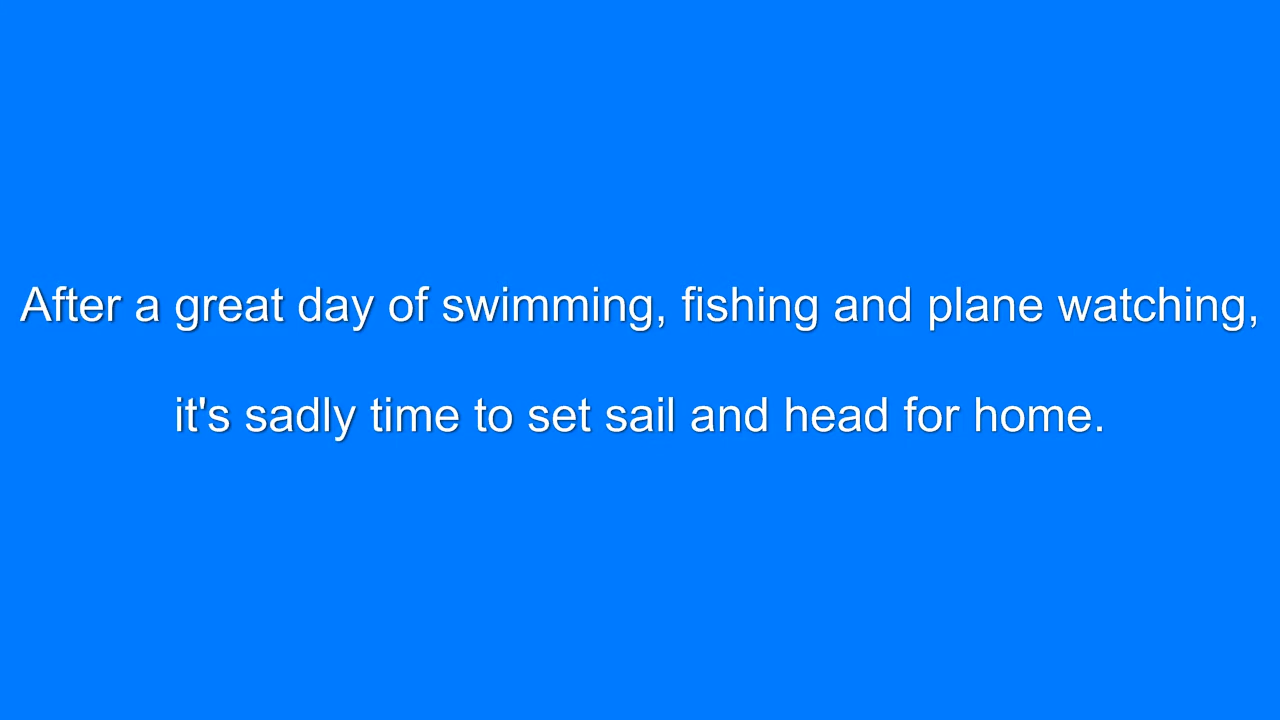 After a great day of swimming, fishing and plane watching,
it's sadly time to set sail and head for home.